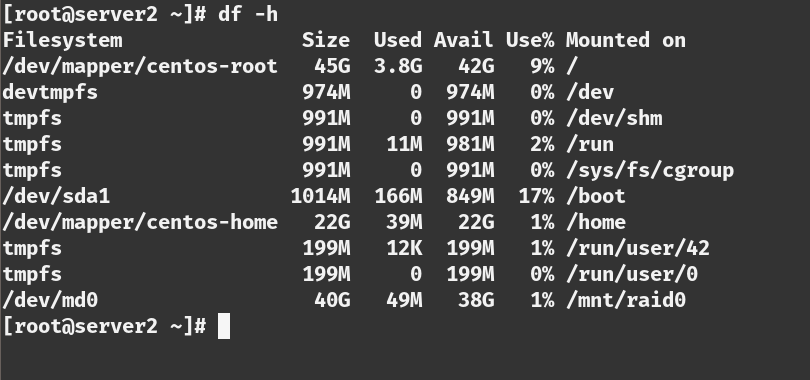 [root@server2 ~]# df -h
Filesystem               Size  Used Avail Use% Mounted on
/dev/mapper/centos-root   45G  3.8G   42G   9% /
devtmpfs                 974M     0  974M   0% /dev
tmpfs                    991M     0  991M   0% /dev/shm
tmpfs                    991M   11M  981M   2% /run
tmpfs                    991M     0  991M   0% /sys/fs/cgroup
/dev/sda1               1014M  166M  849M  17% /boot
/dev/mapper/centos-home   22G   39M   22G   1% /home
tmpfs                    199M   12K  199M   1% /run/user/42
tmpfs                    199M     0  199M   0% /run/user/0
/dev/md0                  40G   49M   38G   1% /mnt/raid0
[root@server2 ~]#